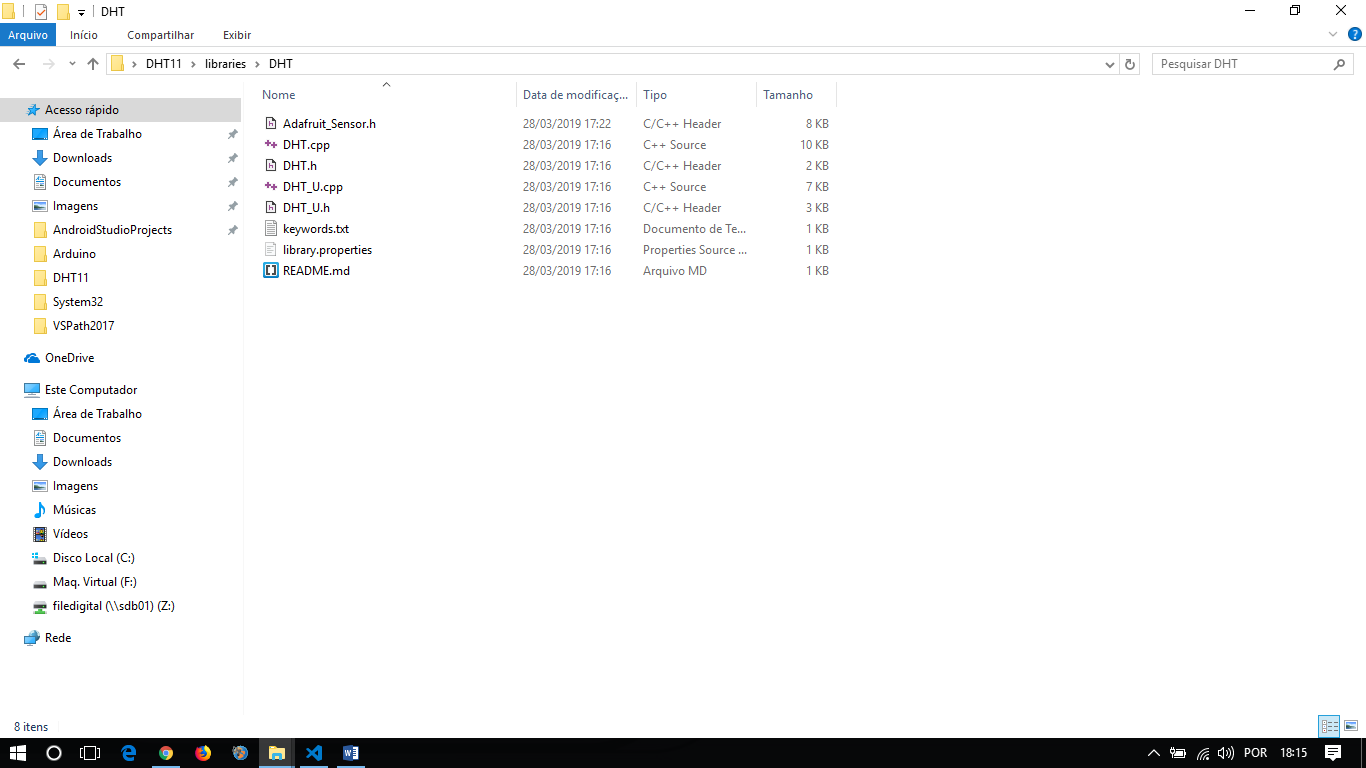 DHT
Arquivo Início Compartilhar Exibir
DHT11 libraries DHT Pesquisar DHT
Nome Data de modificaç... Tipo Tamanho
Acesso rápido
Área de Trabalho
Downloads
Documentos
Imagens
AndroidStudioProjects
Arduino
DHT11
System32
VSPath2017
OneDrive
Este Computador
Área de Trabalho
Documentos
Downloads
Imagens
Músicas
Vídeos
Disco Local (C:)
Maq. Virtual (F:)
filedigital (\\sdb01) (Z:)
Rede
Adafruit_Sensor.h 28/03/2019 17:22 C/C++ Header 8 KB
DHT.cpp 28/03/2019 17:16 C++ Source 10 KB
DHT.h 28/03/2019 17:16 C/C++ Header 2 KB
DHT_U.cpp 28/03/2019 17:16 C++ Source 7 KB
DHT_U.h 28/03/2019 17:16 C/C++ Header 3 KB
keywords.txt 28/03/2019 17:16 Documento de Te... 1 KB
library.properties 28/03/2019 17:16 Properties Source ... 1 KB
README.md 28/03/2019 17:16 Arquivo MD 1 KB
8 itens
POR 18:15